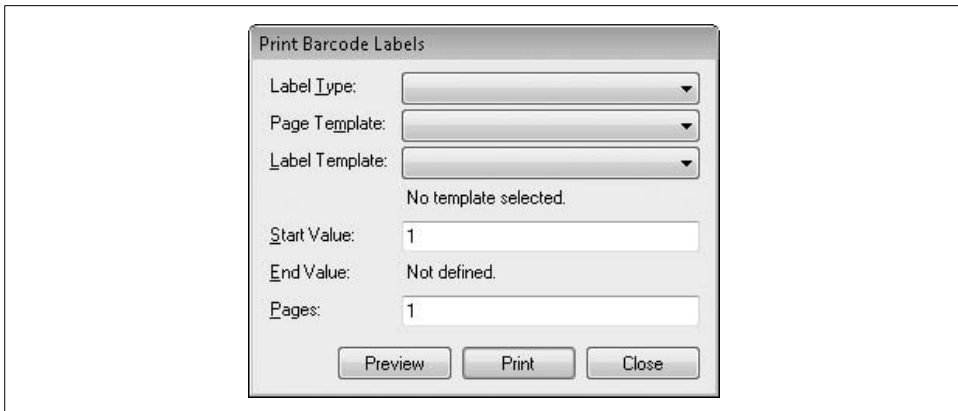 Print Barcode Labels
Label Type:
Page Template:
Label Template:
No template selected.
Start Value: 1
End Value: Not defined.
Pages: 1
Preview Print Close